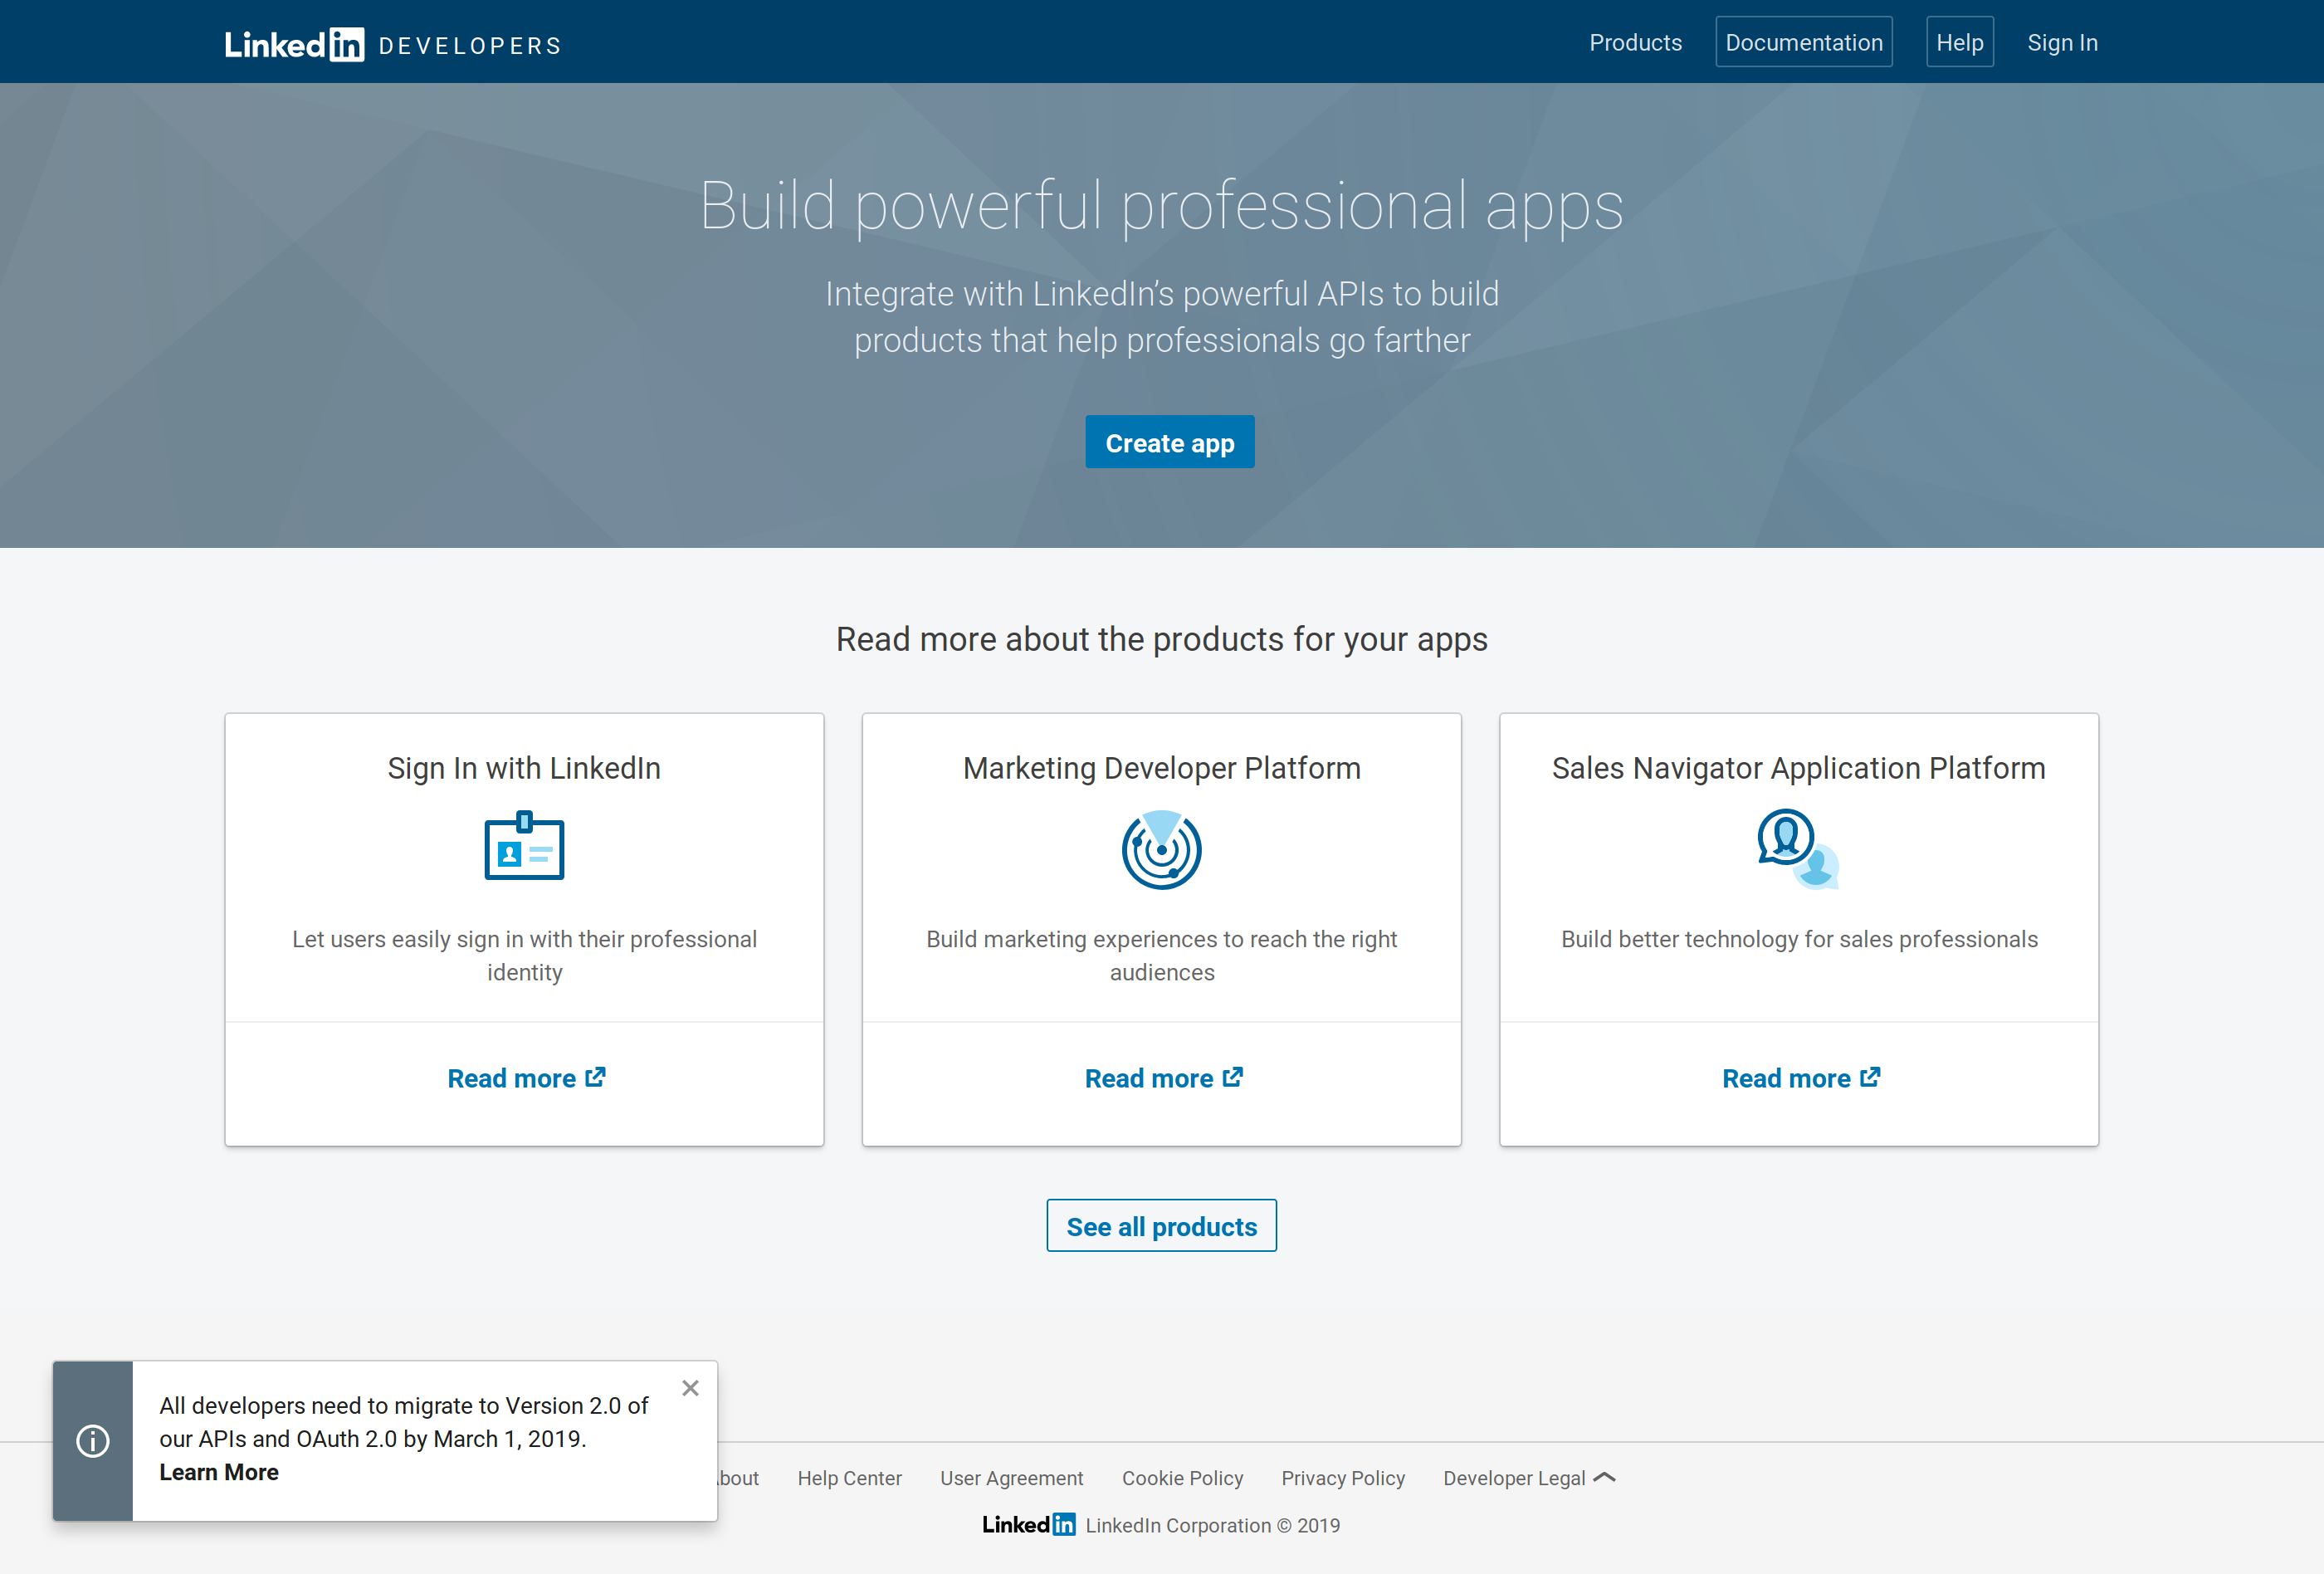 LinkedIn DEVELOPERS
Products Documentation Help Sign In
Build powerful professional apps
Integrate with LinkedIn’s powerful APIs to build
products that help professionals go farther
Create app
Read more about the products for your apps
Sign In with LinkedIn
Let users easily sign in with their professional
identity
Read more
Marketing Developer Platform
Build marketing experiences to reach the right
audiences
Read more
Sales Navigator Application Platform
Build better technology for sales professionals
Read more
See all products
All developers need to migrate to Version 2.0 of
our APIs and OAuth 2.0 by March 1, 2019.
Learn More
bout Help Center User Agreement Cookie Policy Privacy Policy Developer Legal
LinkedIn LinkedIn Corporation © 2019